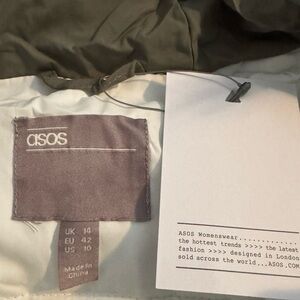 asos
UK 14
EU 42
US 10
Made in
China
ASOS Womenswear..............
the hottest trends >>>> the latest
fashion >>>> designed in London
sold across the world...ASOS.COM